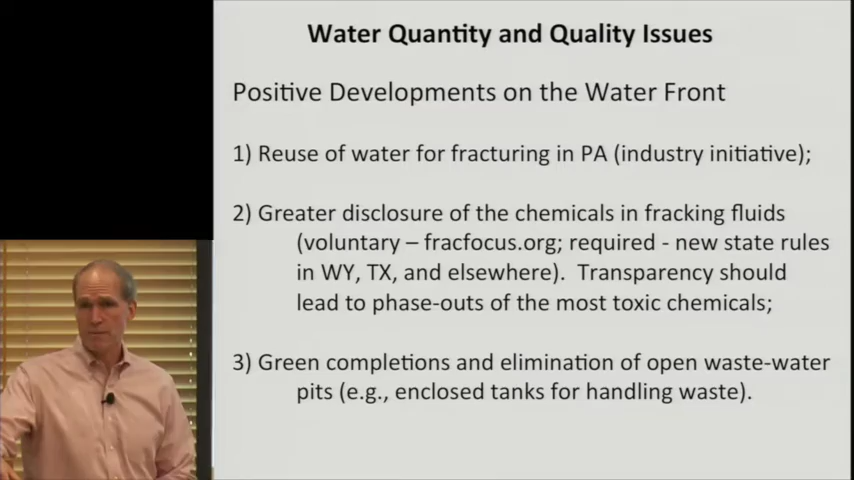 Water Quantity and Quality Issues
Positive Developments on the Water Front
1) Reuse of water for fracturing in PA (industry initiative);
2) Greater disclosure of the chemicals in fracking fluids
(voluntary – fracfocus.org; required - new state rules
in WY, TX, and elsewhere). Transparency should
lead to phase-outs of the most toxic chemicals;
3) Green completions and elimination of open waste-water
pits (e.g., enclosed tanks for handling waste).